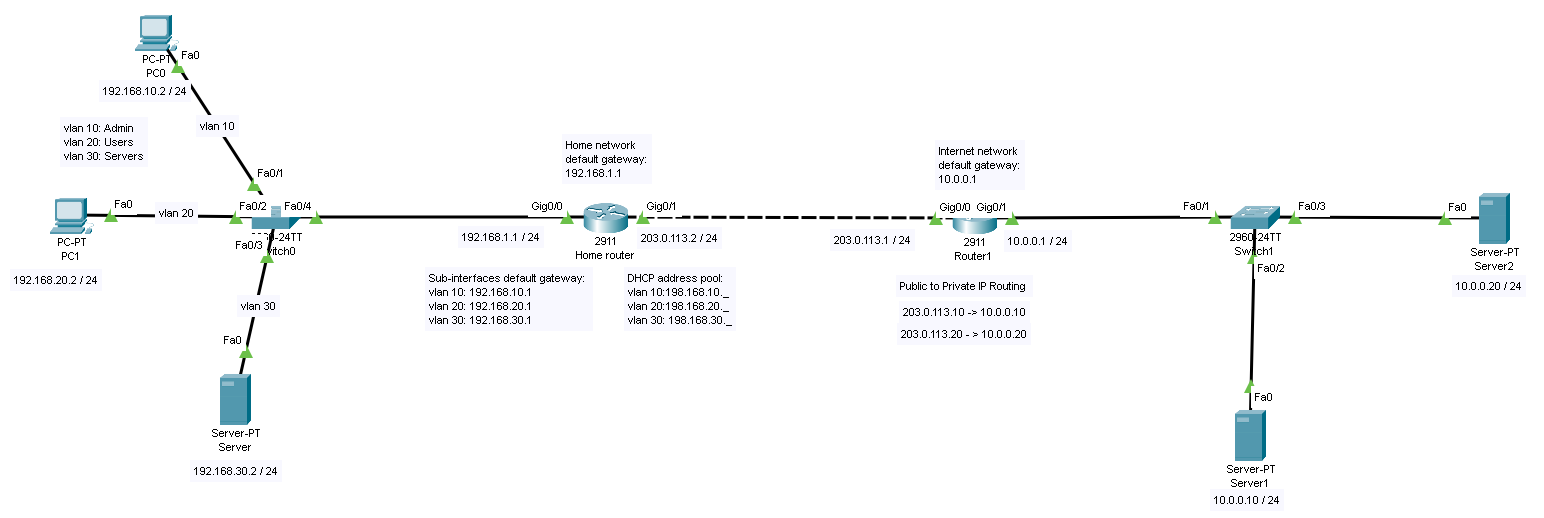 Fa0
PC-PT
PC0
192.168.10.2 / 24
vlan 10: Admin
vlan 20: Users
vlan 30: Servers
vlan 10
Fa0/1
Fa0
vlan 20
Fa0/2
Fa0/4
PC-PT
PC1
192.168.20.2 / 24
Fa0/3
vlan 30
Fa0
Server-PT
Server
192.168.30.2 / 24
Home network
default gateway:
192.168.1.1
Gig0/0
Gig0/1
192.168.1.1 / 24
2911
Home router
203.0.113.2 / 24
Sub-interfaces default gateway:
vlan 10: 192.168.10.1
vlan 20: 192.168.20.1
vlan 30: 192.168.30.1
DHCP address pool:
vlan 10:198.168.10._
vlan 20:198.168.20._
vlan 30: 198.168.30._
Internet network
default gateway:
10.0.0.1
Gig0/0
Gig0/1
203.0.113.1 / 24
2911
Router1
10.0.0.1 / 24
Public to Private IP Routing
203.0.113.10 -> 10.0.0.10
203.0.113.20 - > 10.0.0.20
Fa0/1
Fa0/3
2960-24TT
Switch1
Fa0/2
Fa0
Server-PT
Server2
10.0.0.20 / 24
Fa0
Server-PT
Server1
10.0.0.10 / 24